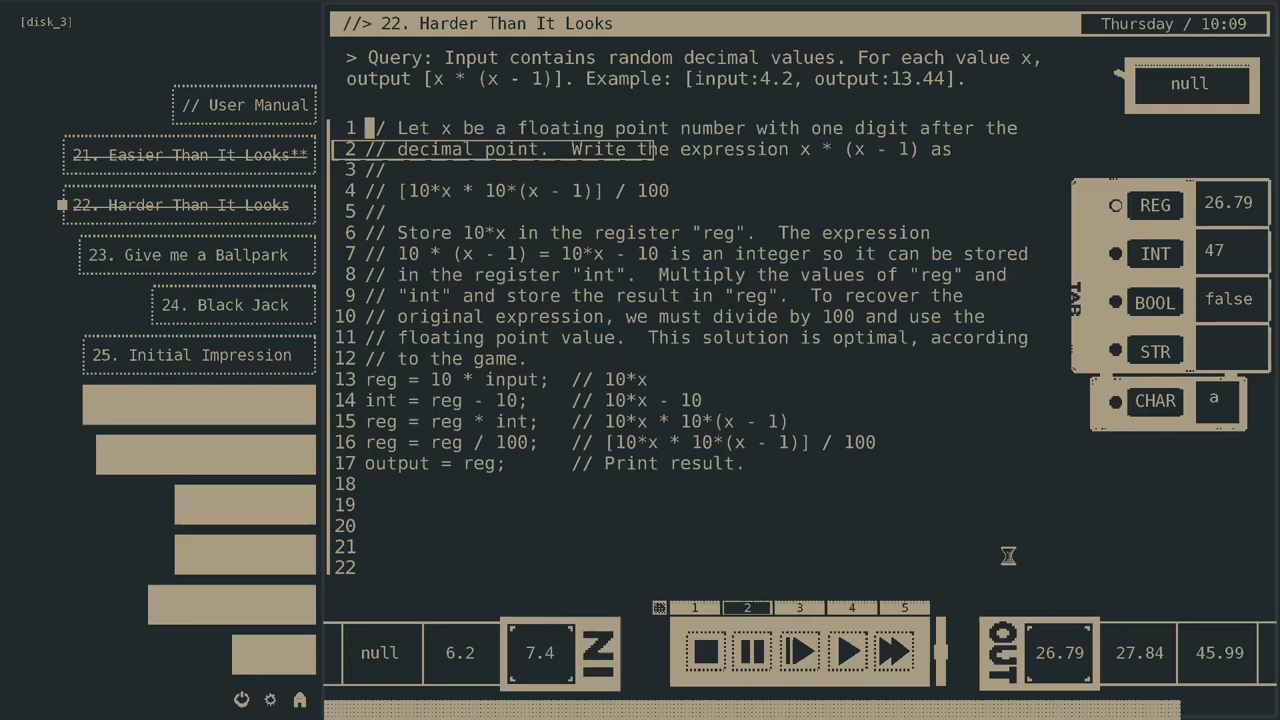 [disk_3]
//> 22. Harder Than It Looks
Thursday / 10:09
> Query: Input contains random decimal values. For each value x,
output [x * (x - 1)]. Example: [input:4.2, output:13.44].
null
// User Manual
21. Easier Than It Looks**
22. Harder Than It Looks
23. Give me a Ballpark
24. Black Jack
25. Initial Impression
1 // Let x be a floating point number with one digit after the
2 // decimal point.  Write the expression x * (x - 1) as
3 //
4 // [10*x * 10*(x - 1)] / 100
5 //
6 // Store 10*x in the register "reg".  The expression
7 // 10 * (x - 1) = 10*x - 10 is an integer so it can be stored
8 // in the register "int".  Multiply the values of "reg" and
9 // "int" and store the result in "reg".  To recover the
10 // original expression, we must divide by 100 and use the
11 // floating point value.  This solution is optimal, according
12 // to the game.
13 reg = 10 * input;  // 10*x
14 int = reg - 10;    // 10*x - 10
15 reg = reg * int;   // 10*x * 10*(x - 1)
16 reg = reg / 100;   // [10*x * 10*(x - 1)] / 100
17 output = reg;      // Print result.
18
19
20
21
22
REG 26.79
INT 47
BOOL false
STR
CHAR a
1 2 3 4 5
null 6.2 7.4 IN
OUT 26.79 27.84 45.99